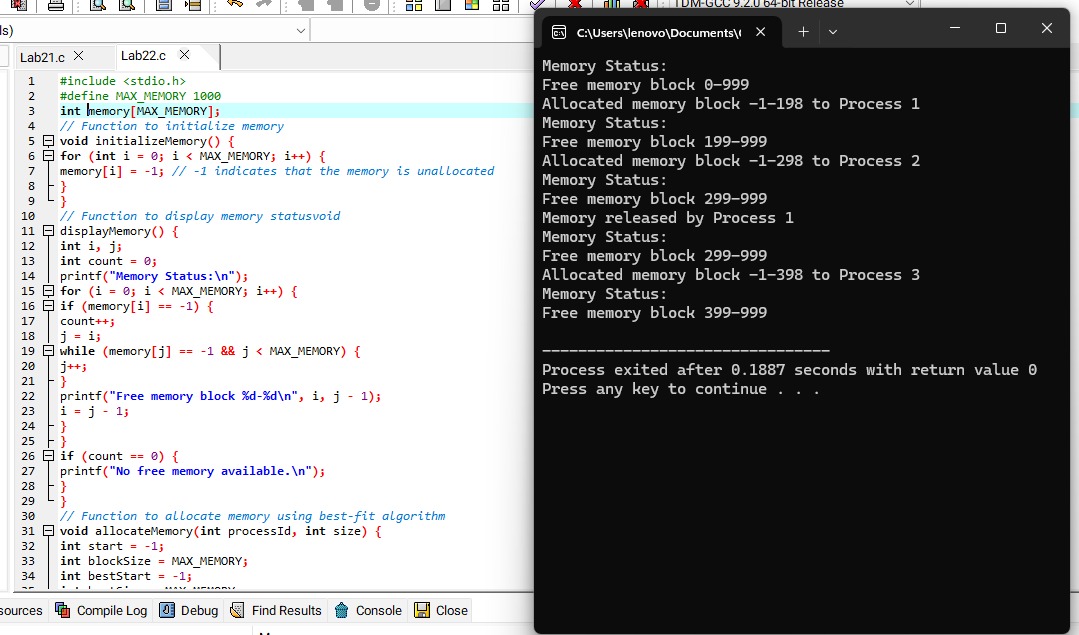 TDM-GCC 9.2.0 64-bit Release
s)
Lab21.c
Lab22.c
1 #include <stdio.h>
2 #define MAX_MEMORY 1000
3 int memory[MAX_MEMORY];
4 // Function to initialize memory
5 void initializeMemory() {
6 for (int i = 0; i < MAX_MEMORY; i++) {
7 memory[i] = -1; // -1 indicates that the memory is unallocated
8 }
9 }
10 // Function to display memory statusvoid
11 displayMemory() {
12 int i, j;
13 int count = 0;
14 printf("Memory Status:\n");
15 for (i = 0; i < MAX_MEMORY; i++) {
16 if (memory[i] == -1) {
17 count++;
18 j = i;
19 while (memory[j] == -1 && j < MAX_MEMORY) {
20 j++;
21 }
22 printf("Free memory block %d-%d\n", i, j - 1);
23 i = j - 1;
24 }
25 }
26 if (count == 0) {
27 printf("No free memory available.\n");
28 }
29 }
30 // Function to allocate memory using best-fit algorithm
31 void allocateMemory(int processId, int size) {
32 int start = -1;
33 int blockSize = MAX_MEMORY;
34 int bestStart = -1;
sources Compile Log Debug Find Results Console Close
C:\Users\lenovo\Documents\
Memory Status:
Free memory block 0-999
Allocated memory block -1-198 to Process 1
Memory Status:
Free memory block 199-999
Allocated memory block -1-298 to Process 2
Memory Status:
Free memory block 299-999
Memory released by Process 1
Memory Status:
Free memory block 299-999
Allocated memory block -1-398 to Process 3
Memory Status:
Free memory block 399-999
--------------------------------
Process exited after 0.1887 seconds with return value 0
Press any key to continue . . .